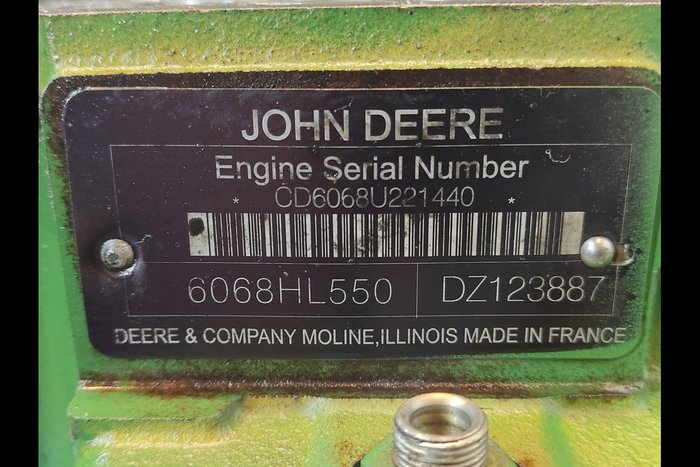 JOHN DEERE
Engine Serial Number
* CD6068U221440 *
6068HL550 DZ123887
DEERE & COMPANY MOLINE,ILLINOIS MADE IN FRANCE